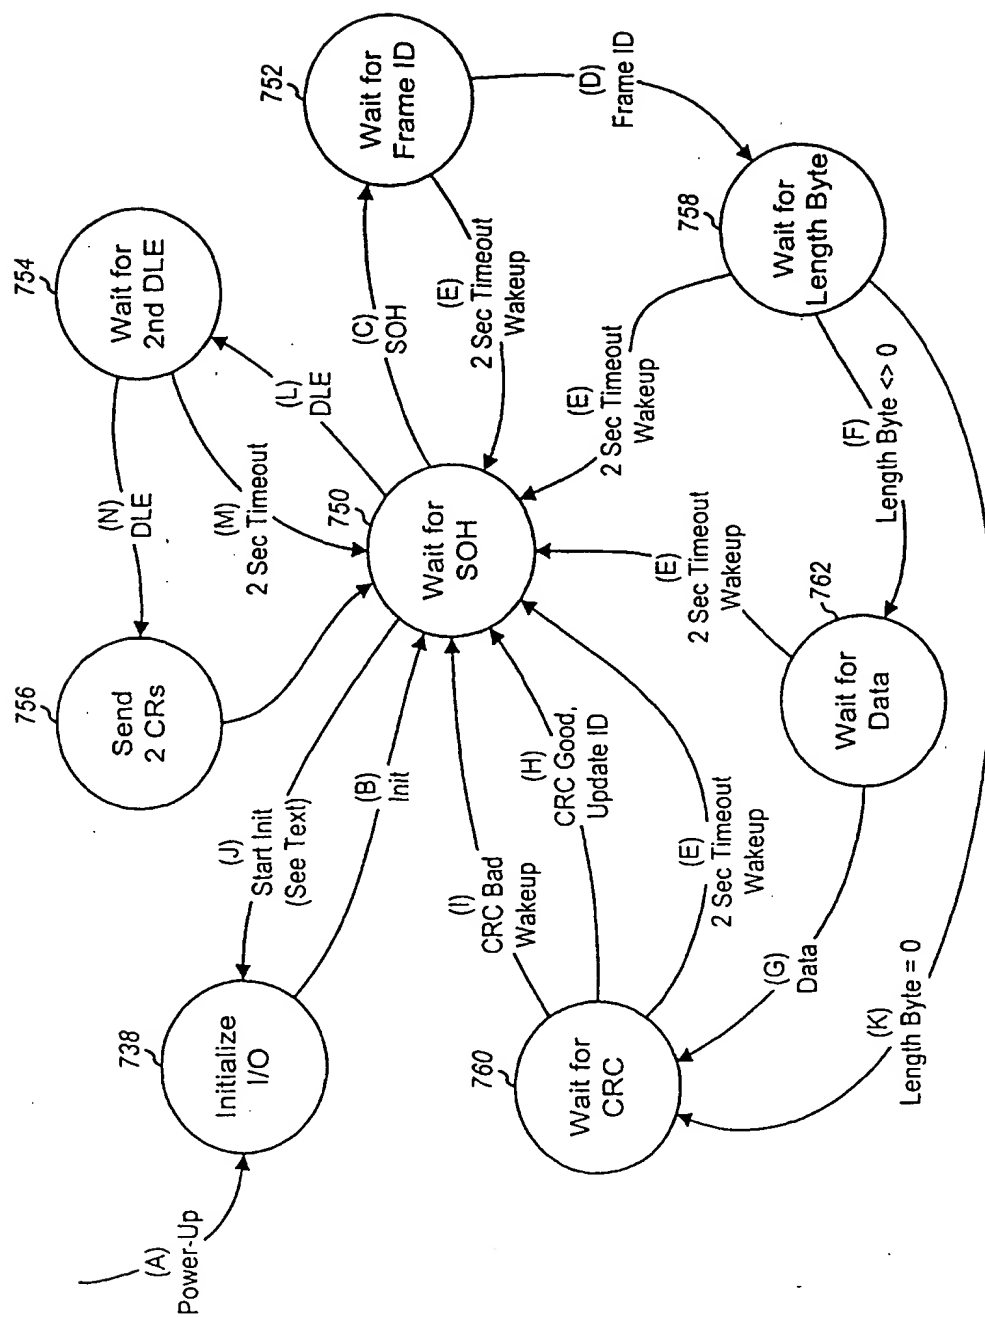 (A)
Power-Up
738
Initialize
I/O
(J)
Start Init
(See Text)
(B)
Init
756
Send
2 CRs
(N)
DLE
(M)
2 Sec Timeout
754
Wait for
2nd DLE
(L)
DLE
750
Wait for
SOH
(C)
SOH
(E)
2 Sec Timeout
Wakeup
752
Wait for
Frame ID
(D)
Frame ID
758
Wait for
Length Byte
(E)
2 Sec Timeout
Wakeup
(F)
Length Byte <> 0
762
Wait for
Data
(E)
2 Sec Timeout
Wakeup
(G)
Data
(K)
Length Byte = 0
760
Wait for
CRC
(I)
CRC Bad
Wakeup
(H)
CRC Good,
Update ID
(E)
2 Sec Timeout
Wakeup